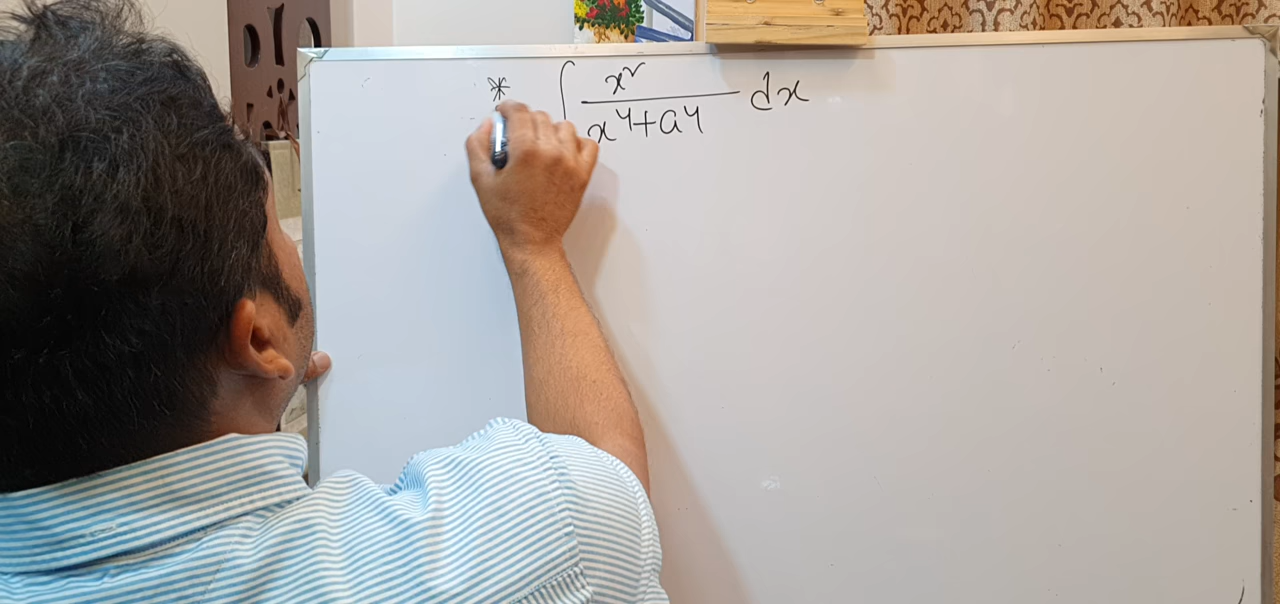 * ∫ x² / (x⁴+a⁴) dx